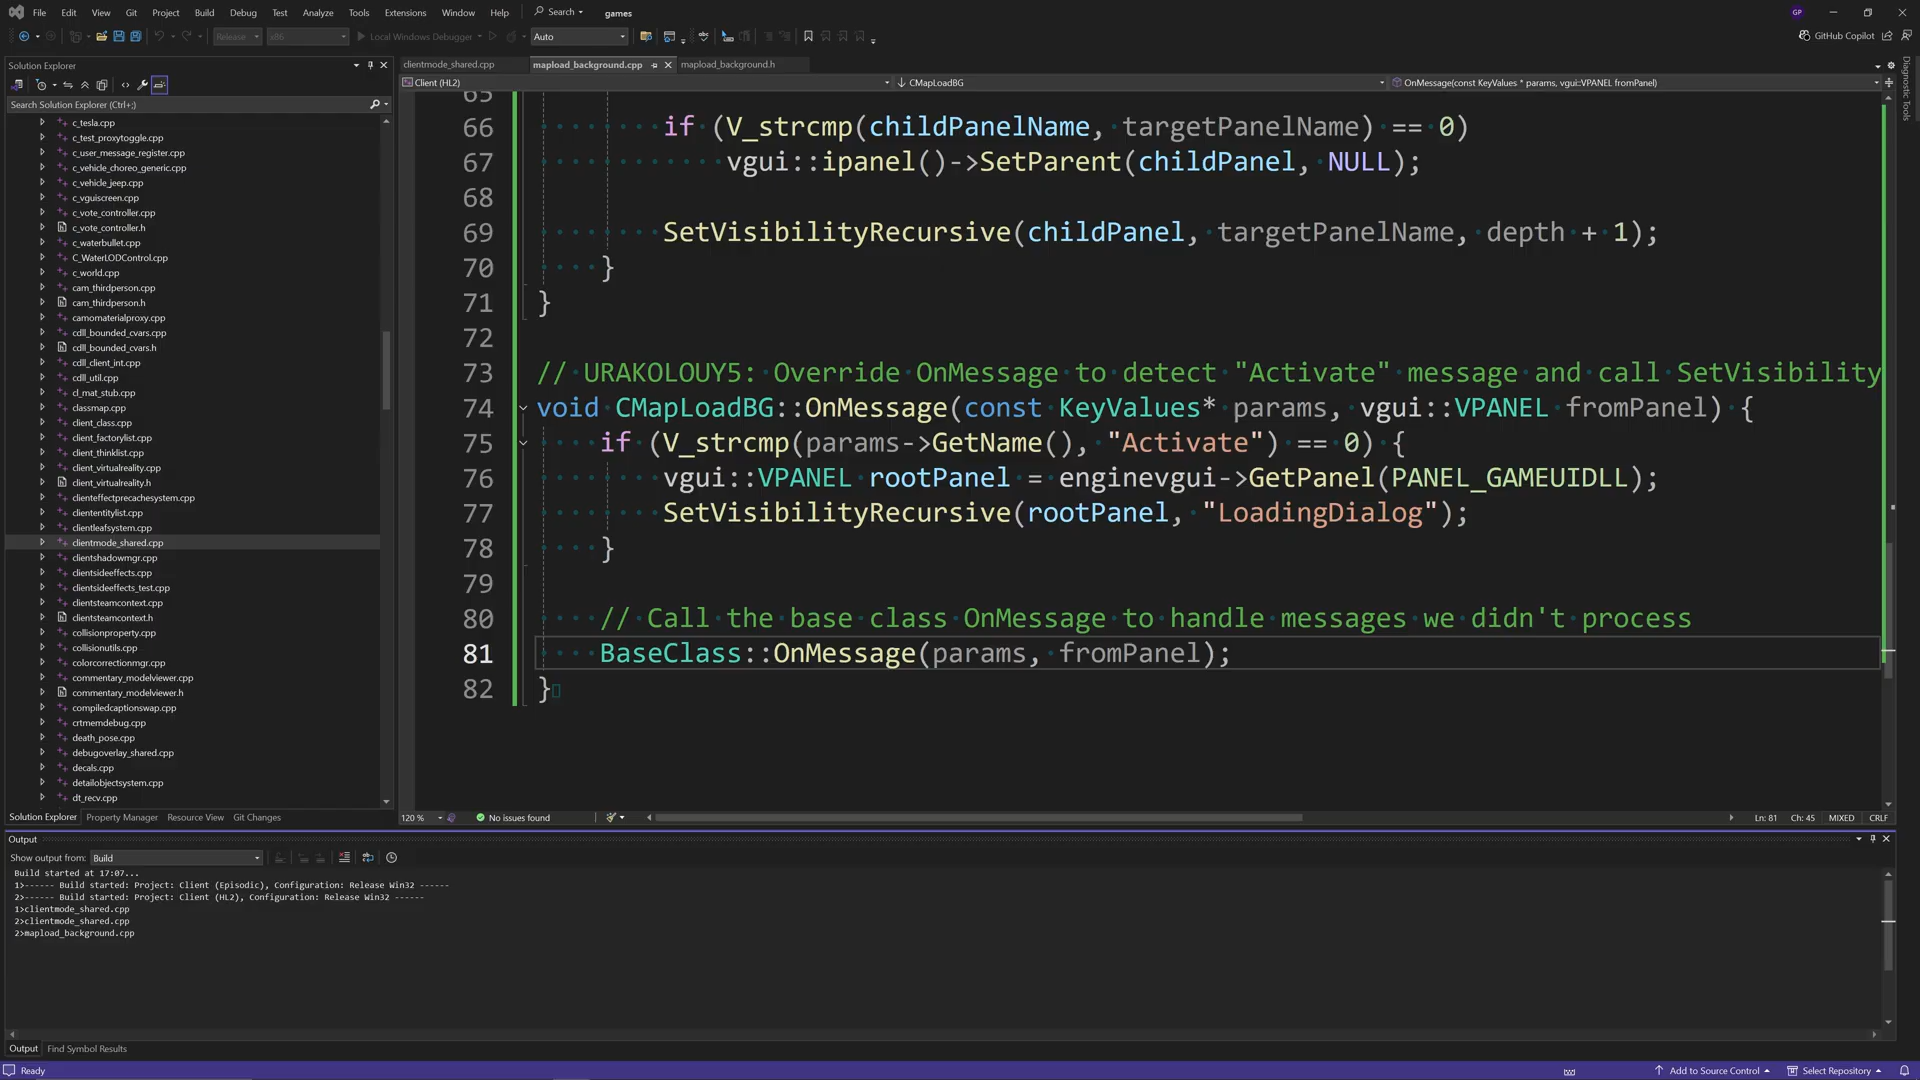 File Edit View Git Project Build Debug Test Analyze Tools Extensions Window Help Search games GP
Release x86 Local Windows Debugger Auto GitHub Copilot
Solution Explorer
clientmode_shared.cpp mapload_background.cpp mapload_background.h
Client (HL2) CMapLoadBG OnMessage(const KeyValues * params, vgui::VPANEL fromPanel)
Diagnostic Tools
Search Solution Explorer (Ctrl+;)
c_tesla.cpp
c_test_proxytoggle.cpp
c_user_message_register.cpp
c_vehicle_choreo_generic.cpp
c_vehicle_jeep.cpp
c_vguiscreen.cpp
c_vote_controller.cpp
c_vote_controller.h
c_waterbullet.cpp
C_WaterLODControl.cpp
c_world.cpp
cam_thirdperson.cpp
cam_thirdperson.h
camomaterialproxy.cpp
cdll_bounded_cvars.cpp
cdll_bounded_cvars.h
cdll_client_int.cpp
cdll_util.cpp
cl_mat_stub.cpp
classmap.cpp
client_class.cpp
client_factorylist.cpp
client_thinklist.cpp
client_virtualreality.cpp
client_virtualreality.h
clienteffectprecachesystem.cpp
cliententitylist.cpp
clientleafsystem.cpp
clientmode_shared.cpp
clientshadowmgr.cpp
clientsideeffects.cpp
clientsideeffects_test.cpp
clientsteamcontext.cpp
clientsteamcontext.h
collisionproperty.cpp
collisionutils.cpp
colorcorrectionmgr.cpp
commentary_modelviewer.cpp
commentary_modelviewer.h
compiledcaptionswap.cpp
crtmemdebug.cpp
death_pose.cpp
debugoverlay_shared.cpp
decals.cpp
detailobjectsystem.cpp
dt_recv.cpp
Solution Explorer Property Manager Resource View Git Changes
65
66 if (V_strcmp(childPanelName, targetPanelName) == 0)
67 vgui::ipanel()->SetParent(childPanel, NULL);
68
69 SetVisibilityRecursive(childPanel, targetPanelName, depth + 1);
70 }
71 }
72
73 // URAKOLOUY5: Override OnMessage to detect "Activate" message and call SetVisibility
74 void CMapLoadBG::OnMessage(const KeyValues* params, vgui::VPANEL fromPanel) {
75 if (V_strcmp(params->GetName(), "Activate") == 0) {
76 vgui::VPANEL rootPanel = enginevgui->GetPanel(PANEL_GAMEUIDLL);
77 SetVisibilityRecursive(rootPanel, "LoadingDialog");
78 }
79
80 // Call the base class OnMessage to handle messages we didn't process
81 BaseClass::OnMessage(params, fromPanel);
82 }
120 % No issues found Ln: 81 Ch: 45 MIXED CRLF
Output
Show output from: Build
Build started at 17:07...
1>------ Build started: Project: Client (Episodic), Configuration: Release Win32 ------
2>------ Build started: Project: Client (HL2), Configuration: Release Win32 ------
1>clientmode_shared.cpp
2>clientmode_shared.cpp
2>mapload_background.cpp
Output Find Symbol Results
Ready Add to Source Control Select Repository